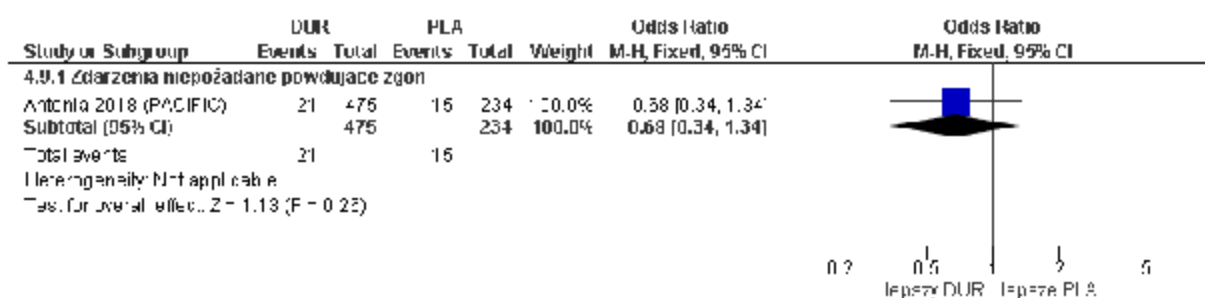 DUR PLA Odds Ratio Odds Ratio
Study or Subgroup Events Total Events Total Weight M-H, Fixed, 95% CI M-H, Fixed, 95% CI
4.9.1 Zdarzenia niepożądane powdujące zgon
Antonia 2018 (PACIFIC) 21 475 15 234 100.0% 0.68 [0.34, 1.34]
Subtotal (95% CI) 475 234 100.0% 0.68 [0.34, 1.34]
Total events 21 15
Heterogeneity: Not applicable
Test for overall effect: Z = 1.13 (P = 0.26)
0.2 0.5 1 2 5
lepszy DUR lepsze PLA